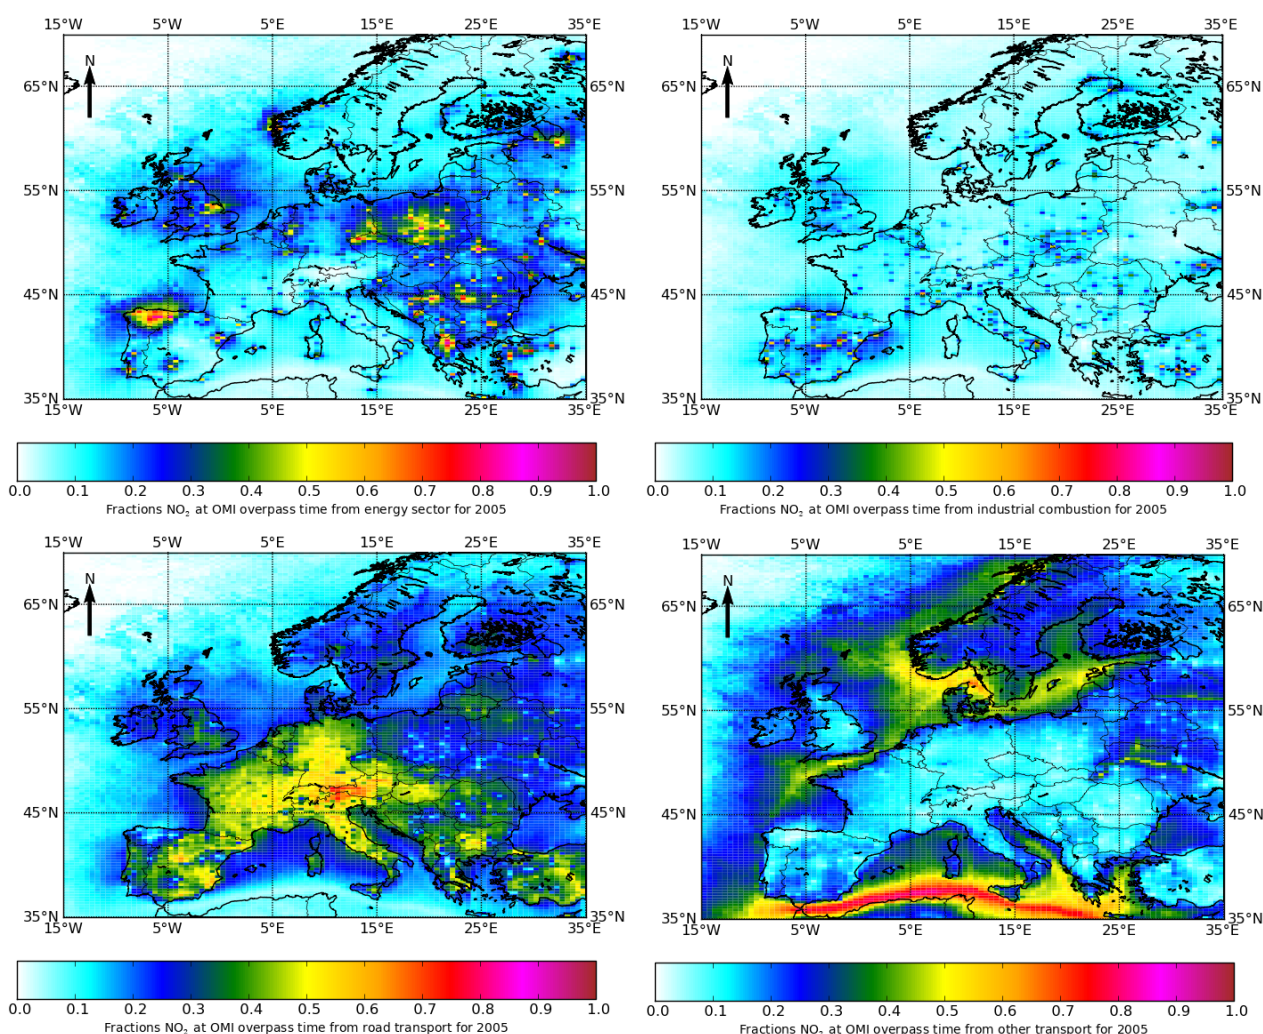 15°W 5°W 5°E 15°E 25°E 35°E
15°W 5°W 5°E 15°E 25°E 35°E
N N
65°N 65°N 65°N 65°N
55°N 55°N 55°N 55°N
45°N 45°N 45°N 45°N
35°N 35°N 35°N 35°N
15°W 5°W 5°E 15°E 25°E 35°E
15°W 5°W 5°E 15°E 25°E 35°E
0.0 0.1 0.2 0.3 0.4 0.5 0.6 0.7 0.8 0.9 1.0
0.0 0.1 0.2 0.3 0.4 0.5 0.6 0.7 0.8 0.9 1.0
Fractions NO₂ at OMI overpass time from energy sector for 2005
Fractions NO₂ at OMI overpass time from industrial combustion for 2005
15°W 5°W 5°E 15°E 25°E 35°E
15°W 5°W 5°E 15°E 25°E 35°E
N N
65°N 65°N 65°N 65°N
55°N 55°N 55°N 55°N
45°N 45°N 45°N 45°N
35°N 35°N 35°N 35°N
15°W 5°W 5°E 15°E 25°E 35°E
15°W 5°W 5°E 15°E 25°E 35°E
0.0 0.1 0.2 0.3 0.4 0.5 0.6 0.7 0.8 0.9 1.0
0.0 0.1 0.2 0.3 0.4 0.5 0.6 0.7 0.8 0.9 1.0
Fractions NO₂ at OMI overpass time from road transport for 2005
Fractions NO₂ at OMI overpass time from other transport for 2005